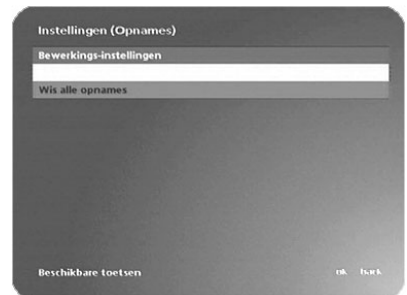 Instellingen (Opnames)
Bewerkings-instellingen
Wis alle opnames
Beschikbare toetsen
ok back